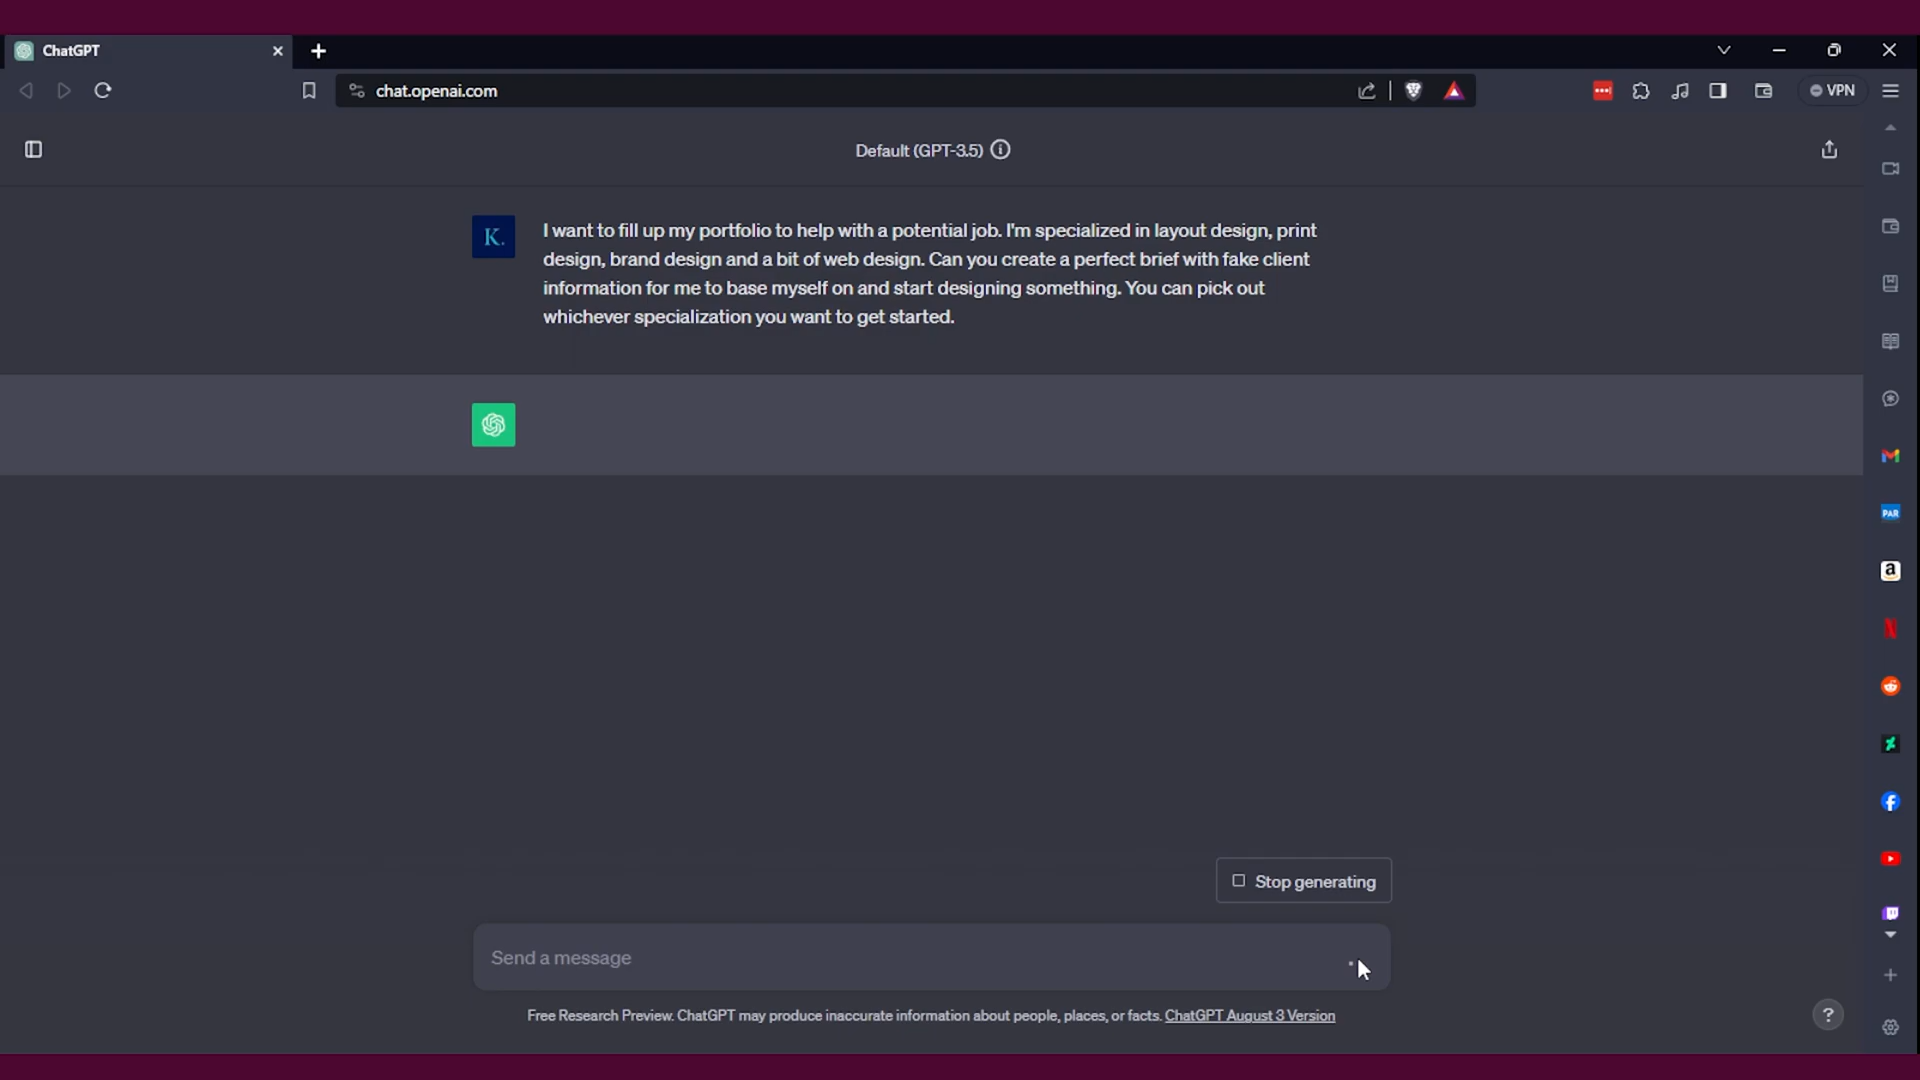 ChatGPT
chat.openai.com
VPN
Default (GPT-3.5)
K.
I want to fill up my portfolio to help with a potential job. I'm specialized in layout design, print
design, brand design and a bit of web design. Can you create a perfect brief with fake client
information for me to base myself on and start designing something. You can pick out
whichever specialization you want to get started.
PAR
Stop generating
Send a message
Free Research Preview. ChatGPT may produce inaccurate information about people, places, or facts. ChatGPT August 3 Version
?